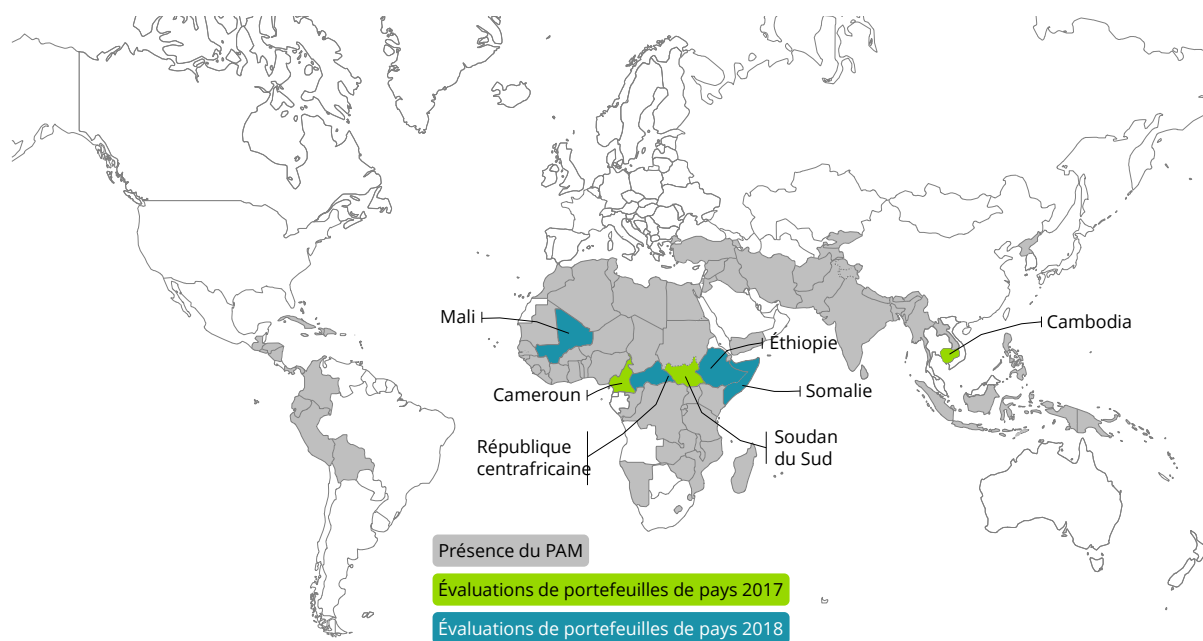 Mali
Cambodia
Éthiopie
Cameroun
Somalie
République
centrafricaine
Soudan
du Sud
Présence du PAM
Évaluations de portefeuilles de pays 2017
Évaluations de portefeuilles de pays 2018